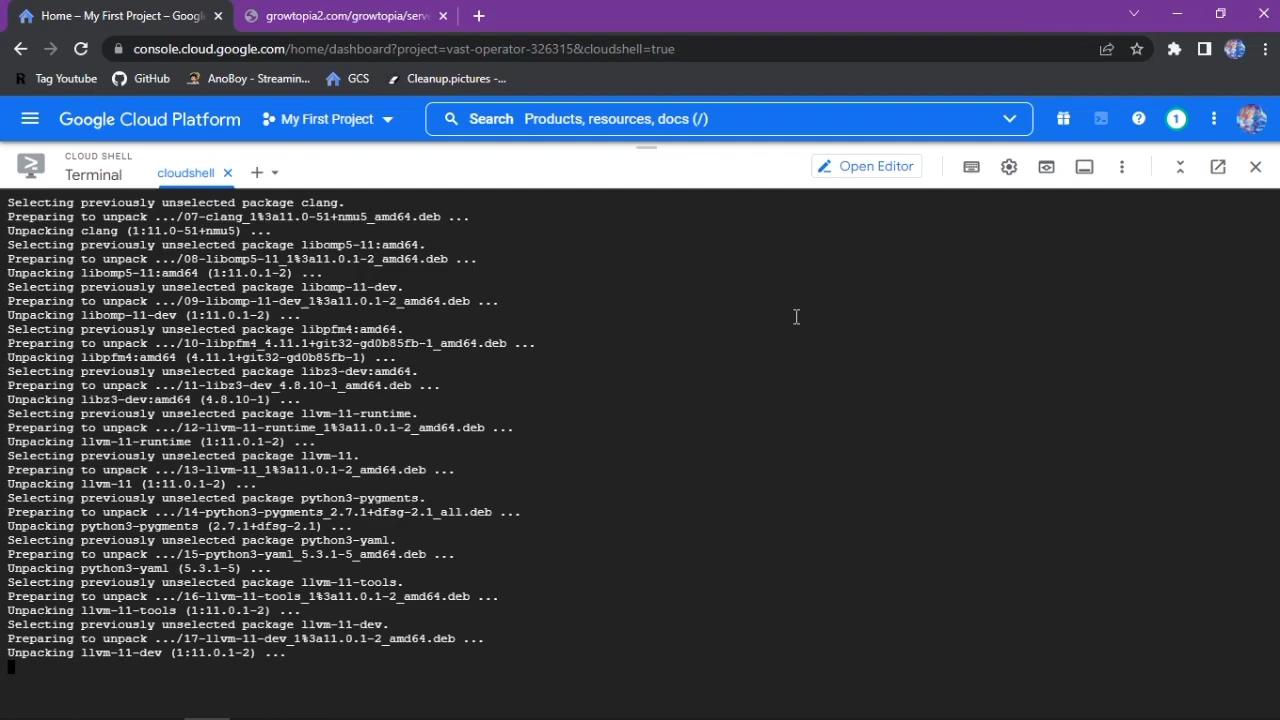 Home – My First Project – Google
growtopia2.com/growtopia/serve
console.cloud.google.com/home/dashboard?project=vast-operator-326315&cloudshell=true
Tag Youtube
GitHub
AnoBoy - Streamin...
GCS
Cleanup.pictures -...
Google Cloud Platform
My First Project
Search Products, resources, docs (/)
1
CLOUD SHELL
Terminal
cloudshell
Open Editor
Selecting previously unselected package clang.
Preparing to unpack .../07-clang_1%3a11.0-51+nmu5_amd64.deb ...
Unpacking clang (1:11.0-51+nmu5) ...
Selecting previously unselected package libomp5-11:amd64.
Preparing to unpack .../08-libomp5-11_1%3a11.0.1-2_amd64.deb ...
Unpacking libomp5-11:amd64 (1:11.0.1-2) ...
Selecting previously unselected package libomp-11-dev.
Preparing to unpack .../09-libomp-11-dev_1%3a11.0.1-2_amd64.deb ...
Unpacking libomp-11-dev (1:11.0.1-2) ...
Selecting previously unselected package libpfm4:amd64.
Preparing to unpack .../10-libpfm4_4.11.1+git32-gd0b85fb-1_amd64.deb ...
Unpacking libpfm4:amd64 (4.11.1+git32-gd0b85fb-1) ...
Selecting previously unselected package libz3-dev:amd64.
Preparing to unpack .../11-libz3-dev_4.8.10-1_amd64.deb ...
Unpacking libz3-dev:amd64 (4.8.10-1) ...
Selecting previously unselected package llvm-11-runtime.
Preparing to unpack .../12-llvm-11-runtime_1%3a11.0.1-2_amd64.deb ...
Unpacking llvm-11-runtime (1:11.0.1-2) ...
Selecting previously unselected package llvm-11.
Preparing to unpack .../13-llvm-11_1%3a11.0.1-2_amd64.deb ...
Unpacking llvm-11 (1:11.0.1-2) ...
Selecting previously unselected package python3-pygments.
Preparing to unpack .../14-python3-pygments_2.7.1+dfsg-2.1_all.deb ...
Unpacking python3-pygments (2.7.1+dfsg-2.1) ...
Selecting previously unselected package python3-yaml.
Preparing to unpack .../15-python3-yaml_5.3.1-5_amd64.deb ...
Unpacking python3-yaml (5.3.1-5) ...
Selecting previously unselected package llvm-11-tools.
Preparing to unpack .../16-llvm-11-tools_1%3a11.0.1-2_amd64.deb ...
Unpacking llvm-11-tools (1:11.0.1-2) ...
Selecting previously unselected package llvm-11-dev.
Preparing to unpack .../17-llvm-11-dev_1%3a11.0.1-2_amd64.deb ...
Unpacking llvm-11-dev (1:11.0.1-2) ...